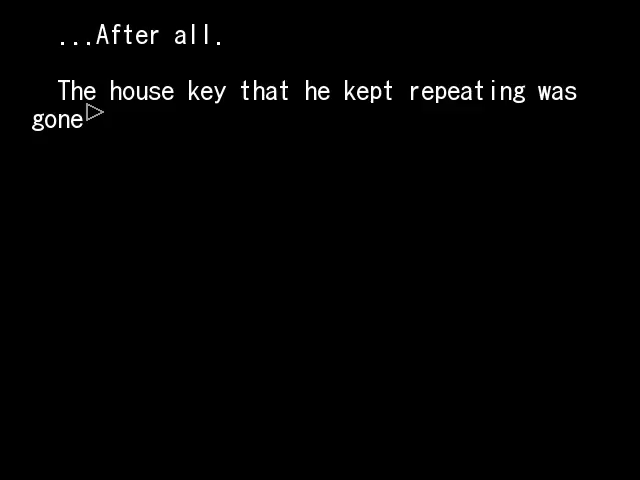 ...After all.
The house key that he kept repeating was
gone